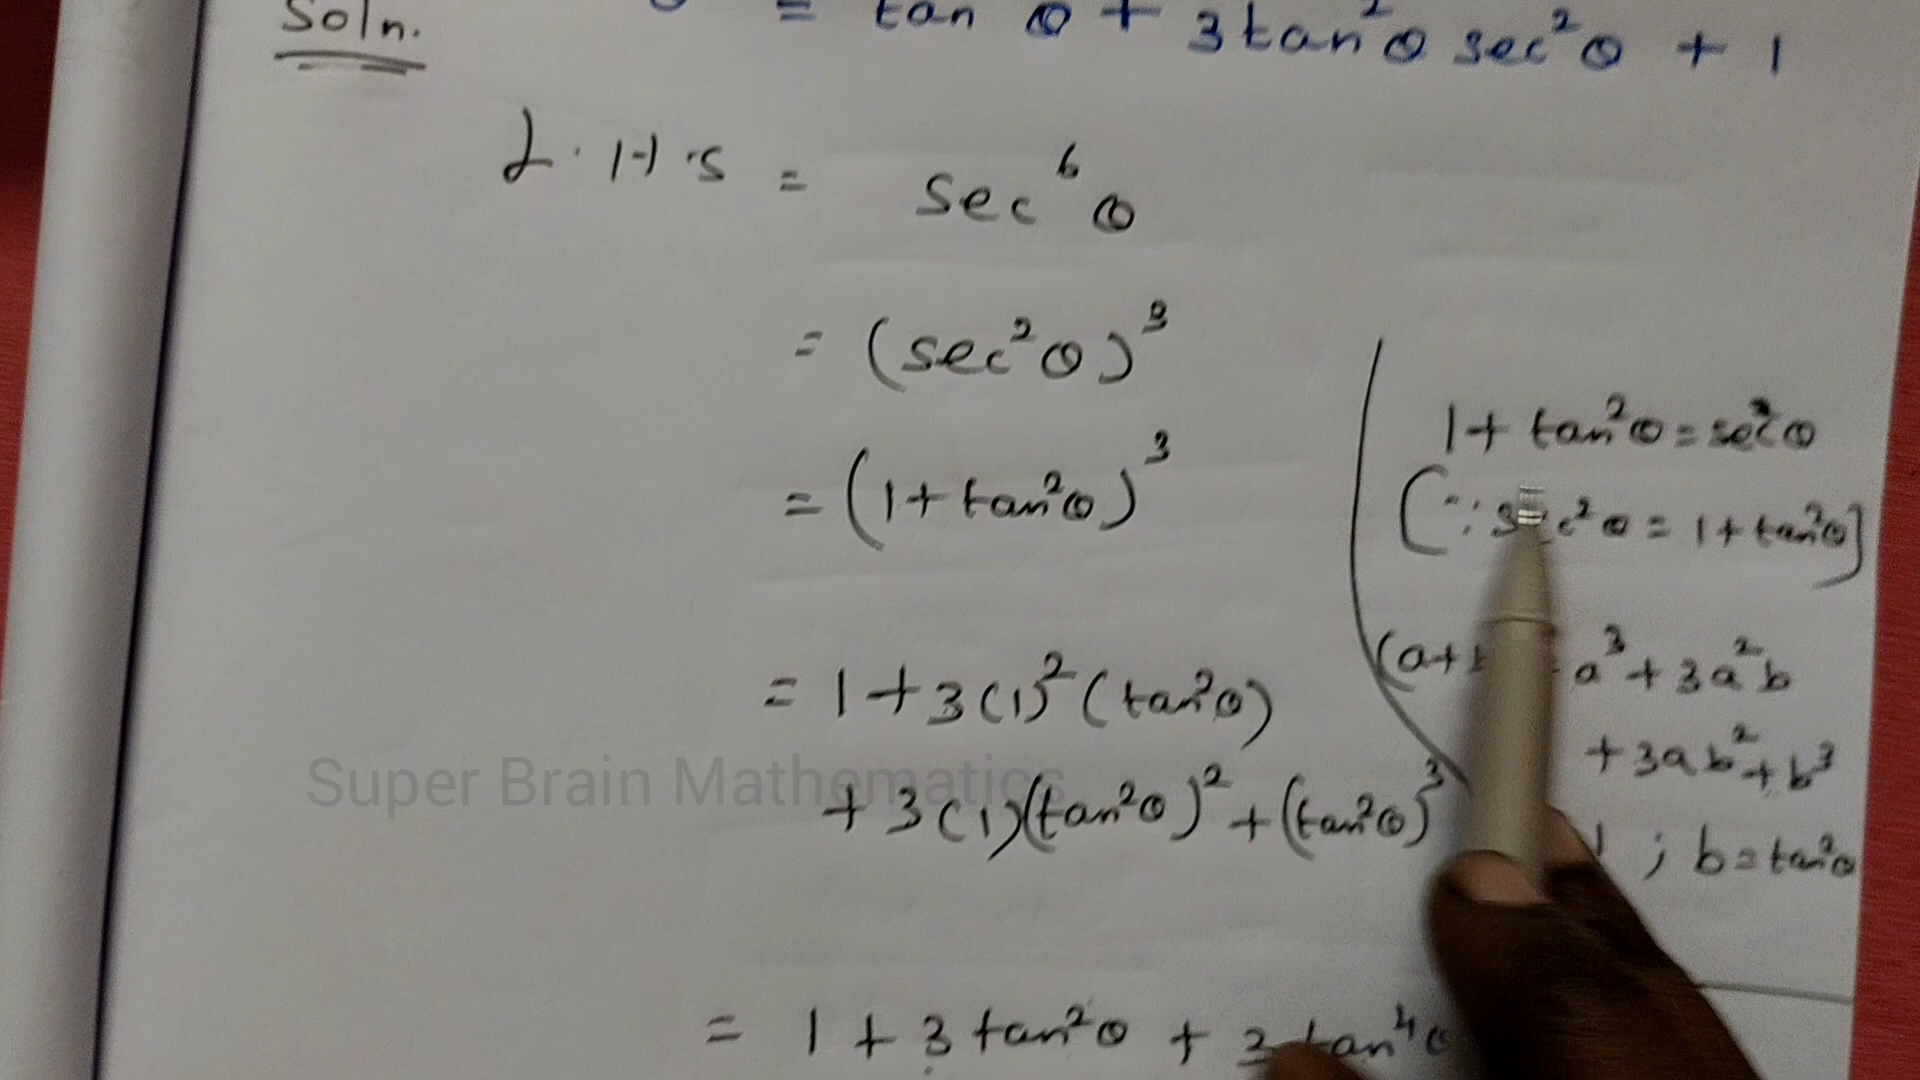 Soln.
= tan θ + 3tan²θ sec²θ + 1
L.H.S = sec⁶θ
= (sec²θ)³
= (1+tan²θ)³
1+tan²θ=sec²θ
(∵ sec²θ = 1+tan²θ]
(a+ a³+3a²b
+3ab²+b³
; b=tan²θ
= 1+3(1)²(tan²θ)
+3(1)(tan²θ)²+(tan²θ)³
= 1+3tan²θ + 3tan⁴θ
Super Brain Mathematics